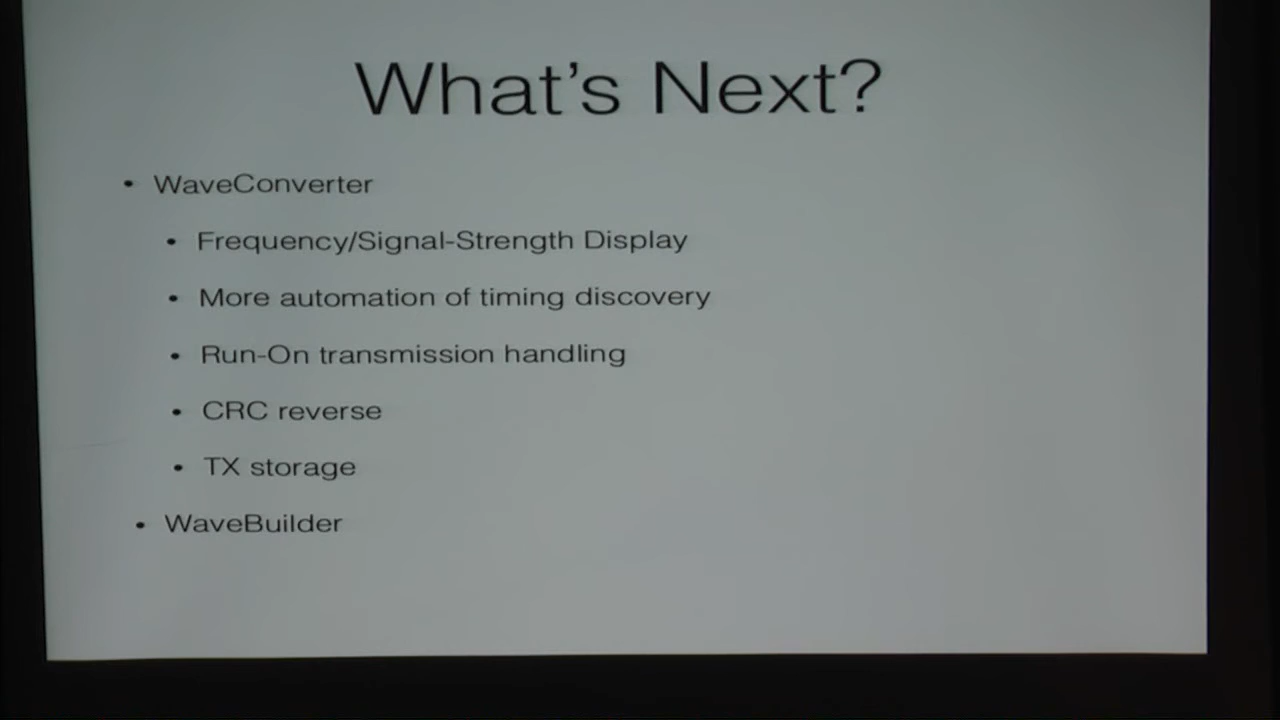 What's Next?
• WaveConverter
• Frequency/Signal-Strength Display
• More automation of timing discovery
• Run-On transmission handling
• CRC reverse
• TX storage
• WaveBuilder